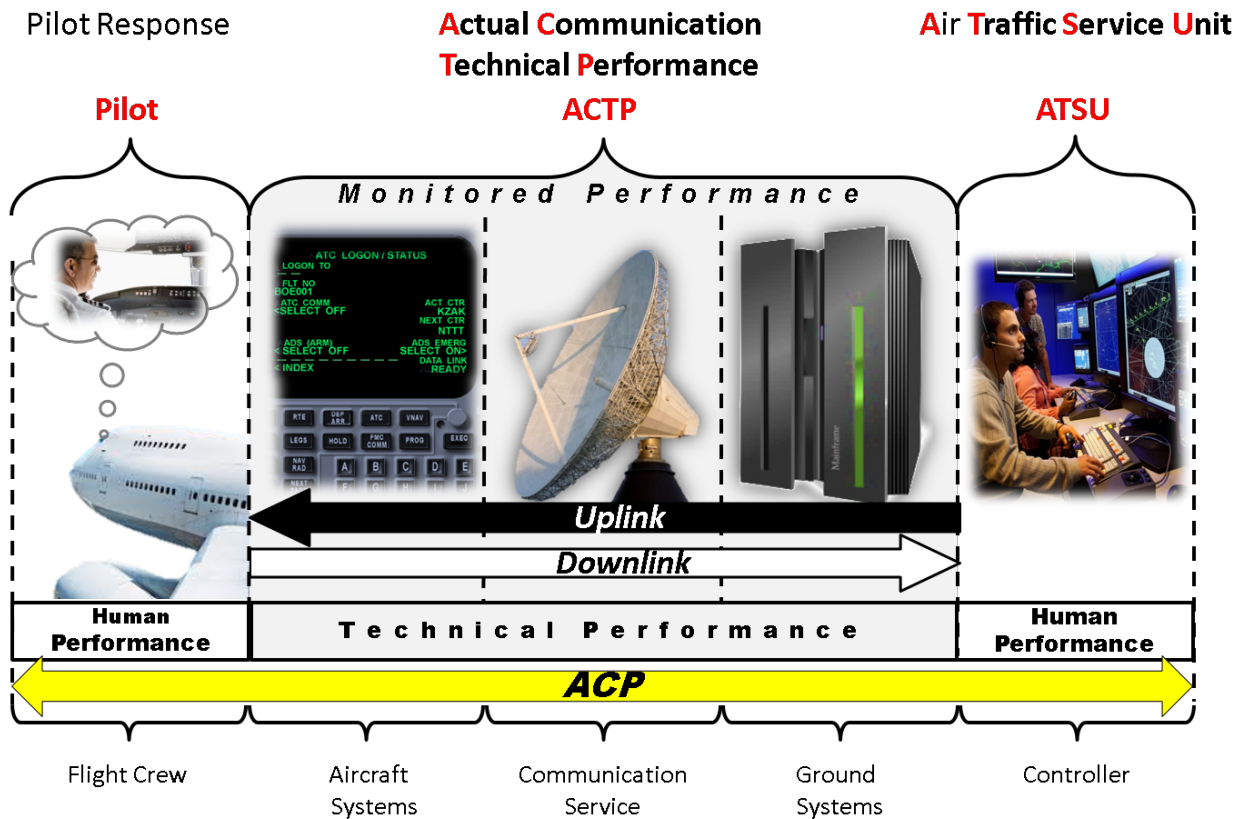 Pilot Response
Actual Communication
Technical Performance
Air Traffic Service Unit
Pilot
ACTP
ATSU
Monitored Performance
ATC LOGON / STATUS
LOGON TO
FLT NO
BOE001
ATC COMM
ACT CTR
<SELECT OFF
KZAK
NEXT CTR
NTTT
ADS (ARM)
ADS EMERG
<SELECT OFF
SELECT ON>
DATA LINK
<INDEX
READY
RTE
DEP
ARR
ATC
VNAV
LEGS
HOLD
FMC
COMM
PROG
EXEC
NAV
RAD
A
B
C
D
E
Mainframe
Uplink
Downlink
Human
Performance
Technical Performance
Human
Performance
ACP
Flight Crew
Aircraft
Systems
Communication
Service
Ground
Systems
Controller